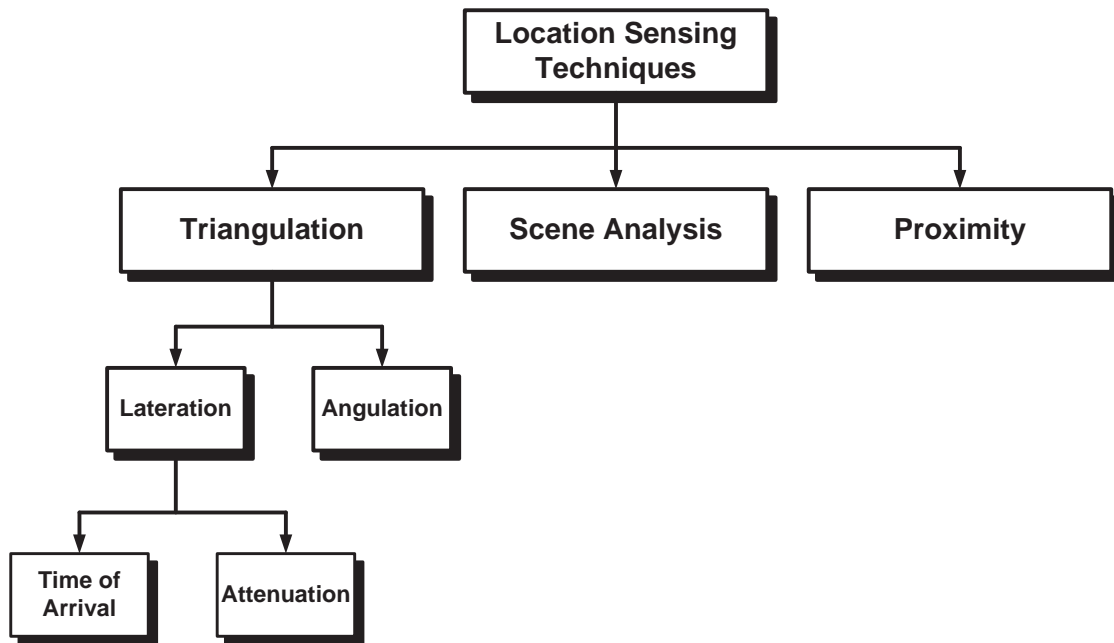 Location Sensing
Techniques
Triangulation
Scene Analysis
Proximity
Lateration
Angulation
Time of
Arrival
Attenuation